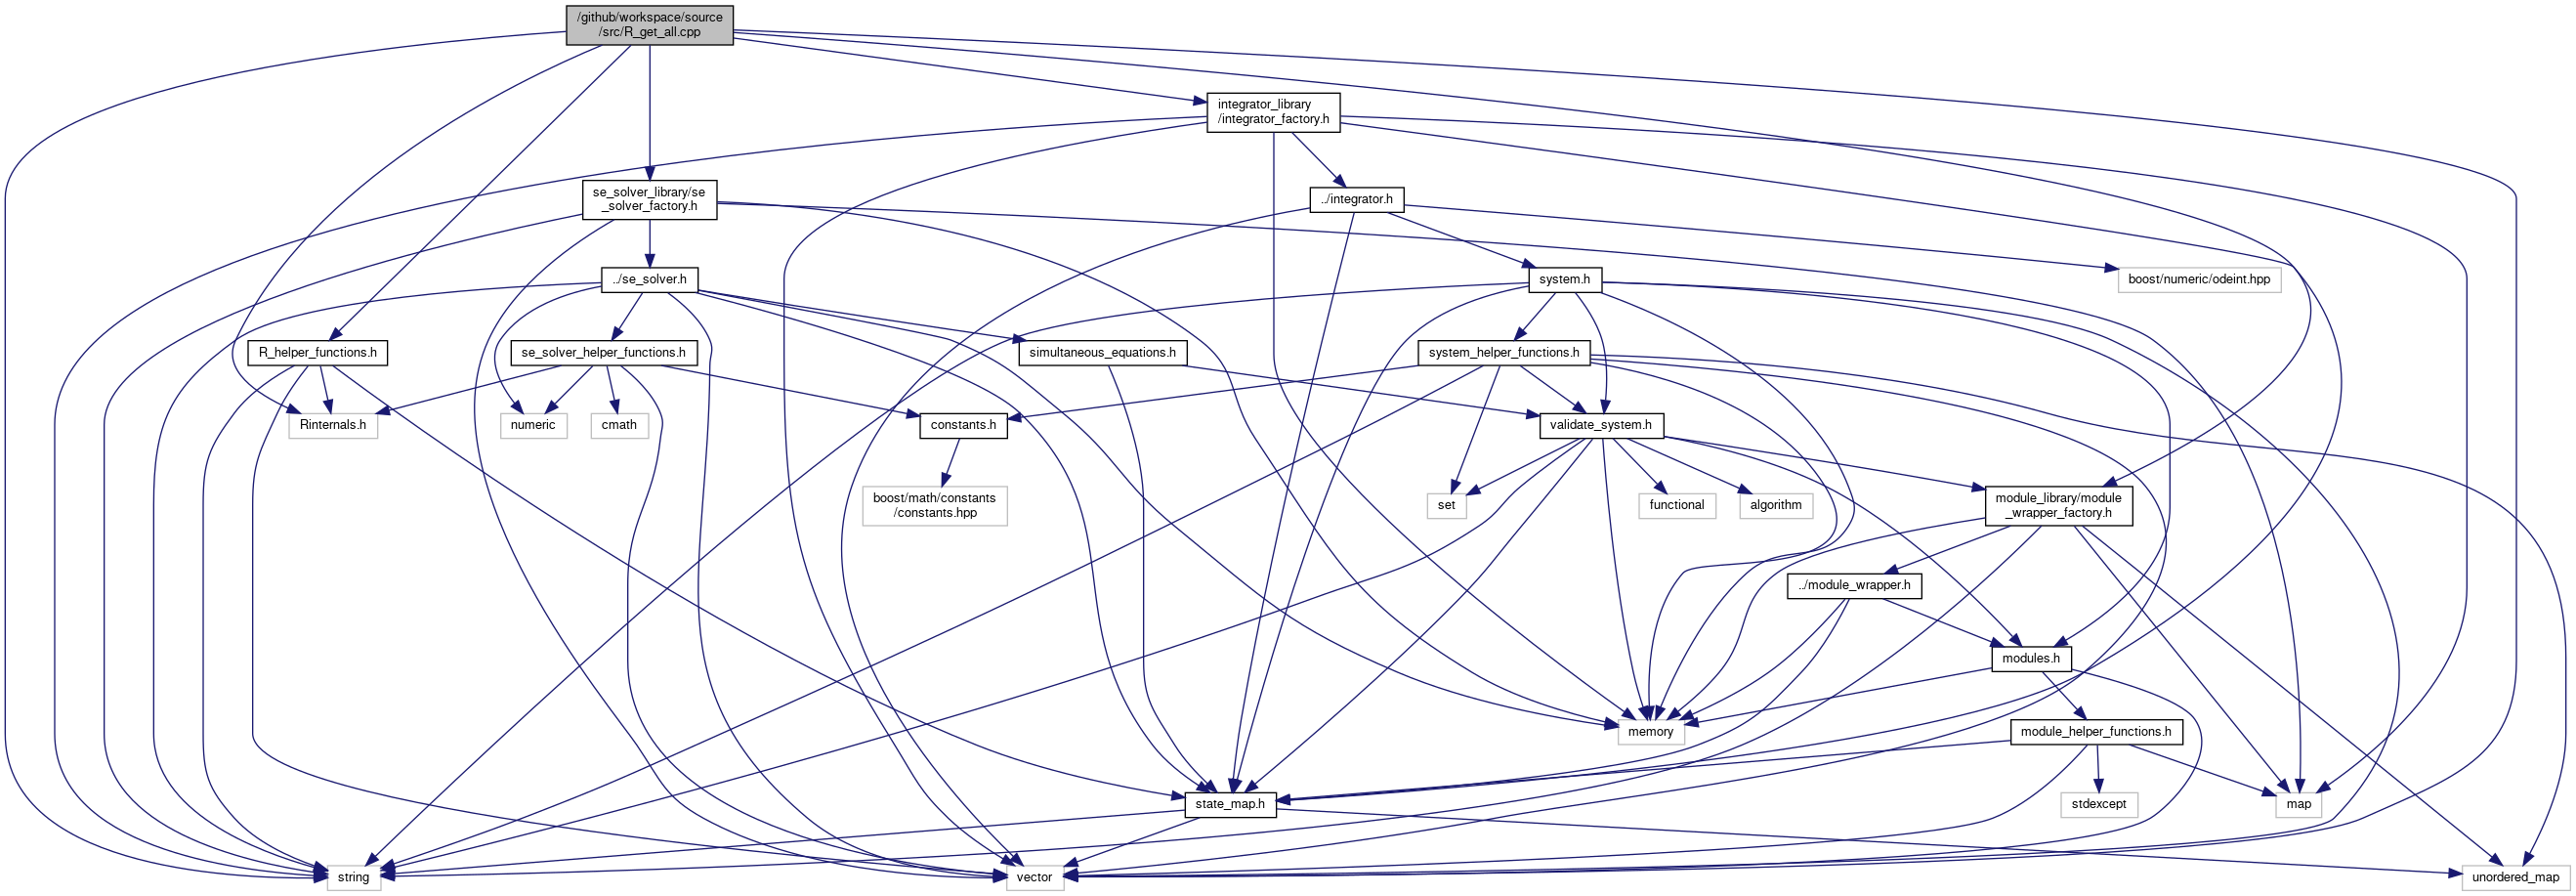 /github/workspace/source
/src/R_get_all.cpp
integrator_library
/integrator_factory.h
se_solver_library/se
_solver_factory.h
../integrator.h
../se_solver.h
system.h
boost/numeric/odeint.hpp
R_helper_functions.h
se_solver_helper_functions.h
simultaneous_equations.h
system_helper_functions.h
Rinternals.h
numeric
cmath
constants.h
validate_system.h
boost/math/constants
/constants.hpp
set
functional
algorithm
module_library/module
_wrapper_factory.h
../module_wrapper.h
modules.h
memory
module_helper_functions.h
state_map.h
stdexcept
map
string
vector
unordered_map